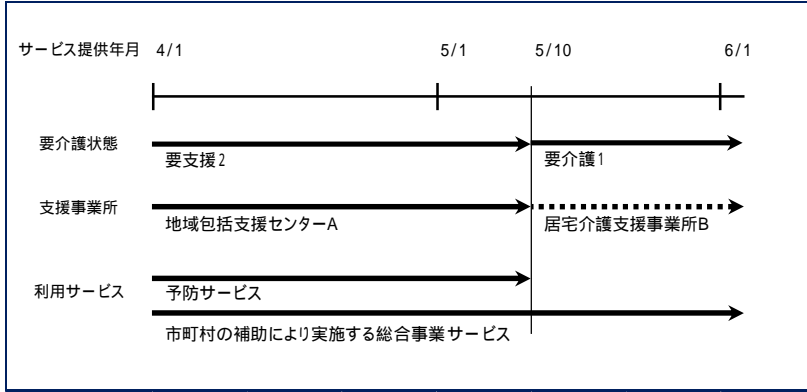 サービス提供年月 4/1 5/1 5/10 6/1
要介護状態
要支援2 要介護1
支援事業所
地域包括支援センターA 居宅介護支援事業所B
利用サービス
予防サービス
市町村の補助により実施する総合事業サービス